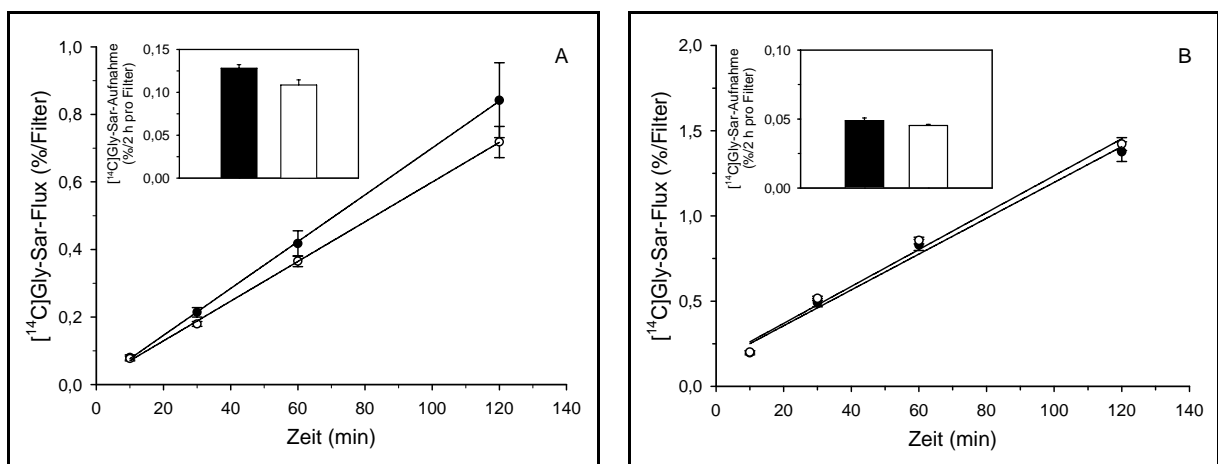 A
[¹⁴C]Gly-Sar-Flux (%/Filter)
1,0
0,8
0,6
0,4
0,2
0,0
[¹⁴C]Gly-Sar-Aufnahme
(%/2 h pro Filter)
0,15
0,10
0,05
0,00
0 20 40 60 80 100 120 140
Zeit (min)
B
[¹⁴C]Gly-Sar-Flux (%/Filter)
2,0
1,5
1,0
0,5
0,0
[¹⁴C]Gly-Sar-Aufnahme
(%/2 h pro Filter)
0,10
0,05
0,00
0 20 40 60 80 100 120 140
Zeit (min)